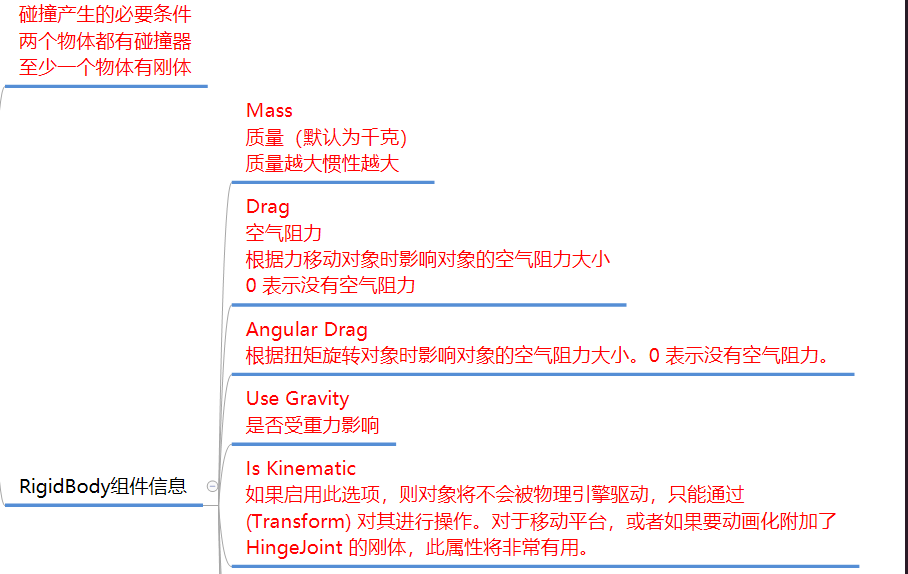 碰撞产生的必要条件
两个物体都有碰撞器
至少一个物体有刚体
Mass
质量（默认为千克）
质量越大惯性越大
Drag
空气阻力
根据力移动对象时影响对象的空气阻力大小
0 表示没有空气阻力
Angular Drag
根据扭矩旋转对象时影响对象的空气阻力大小。0 表示没有空气阻力。
Use Gravity
是否受重力影响
RigidBody组件信息
Is Kinematic
如果启用此选项，则对象将不会被物理引擎驱动，只能通过
(Transform) 对其进行操作。对于移动平台，或者如果要动画化附加了
HingeJoint 的刚体，此属性将非常有用。